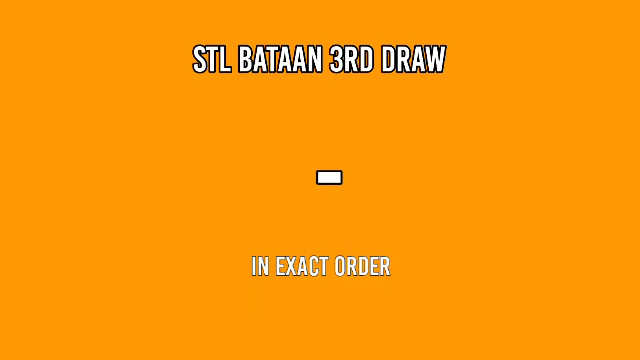 STL BATAAN 3RD DRAW
-
IN EXACT ORDER